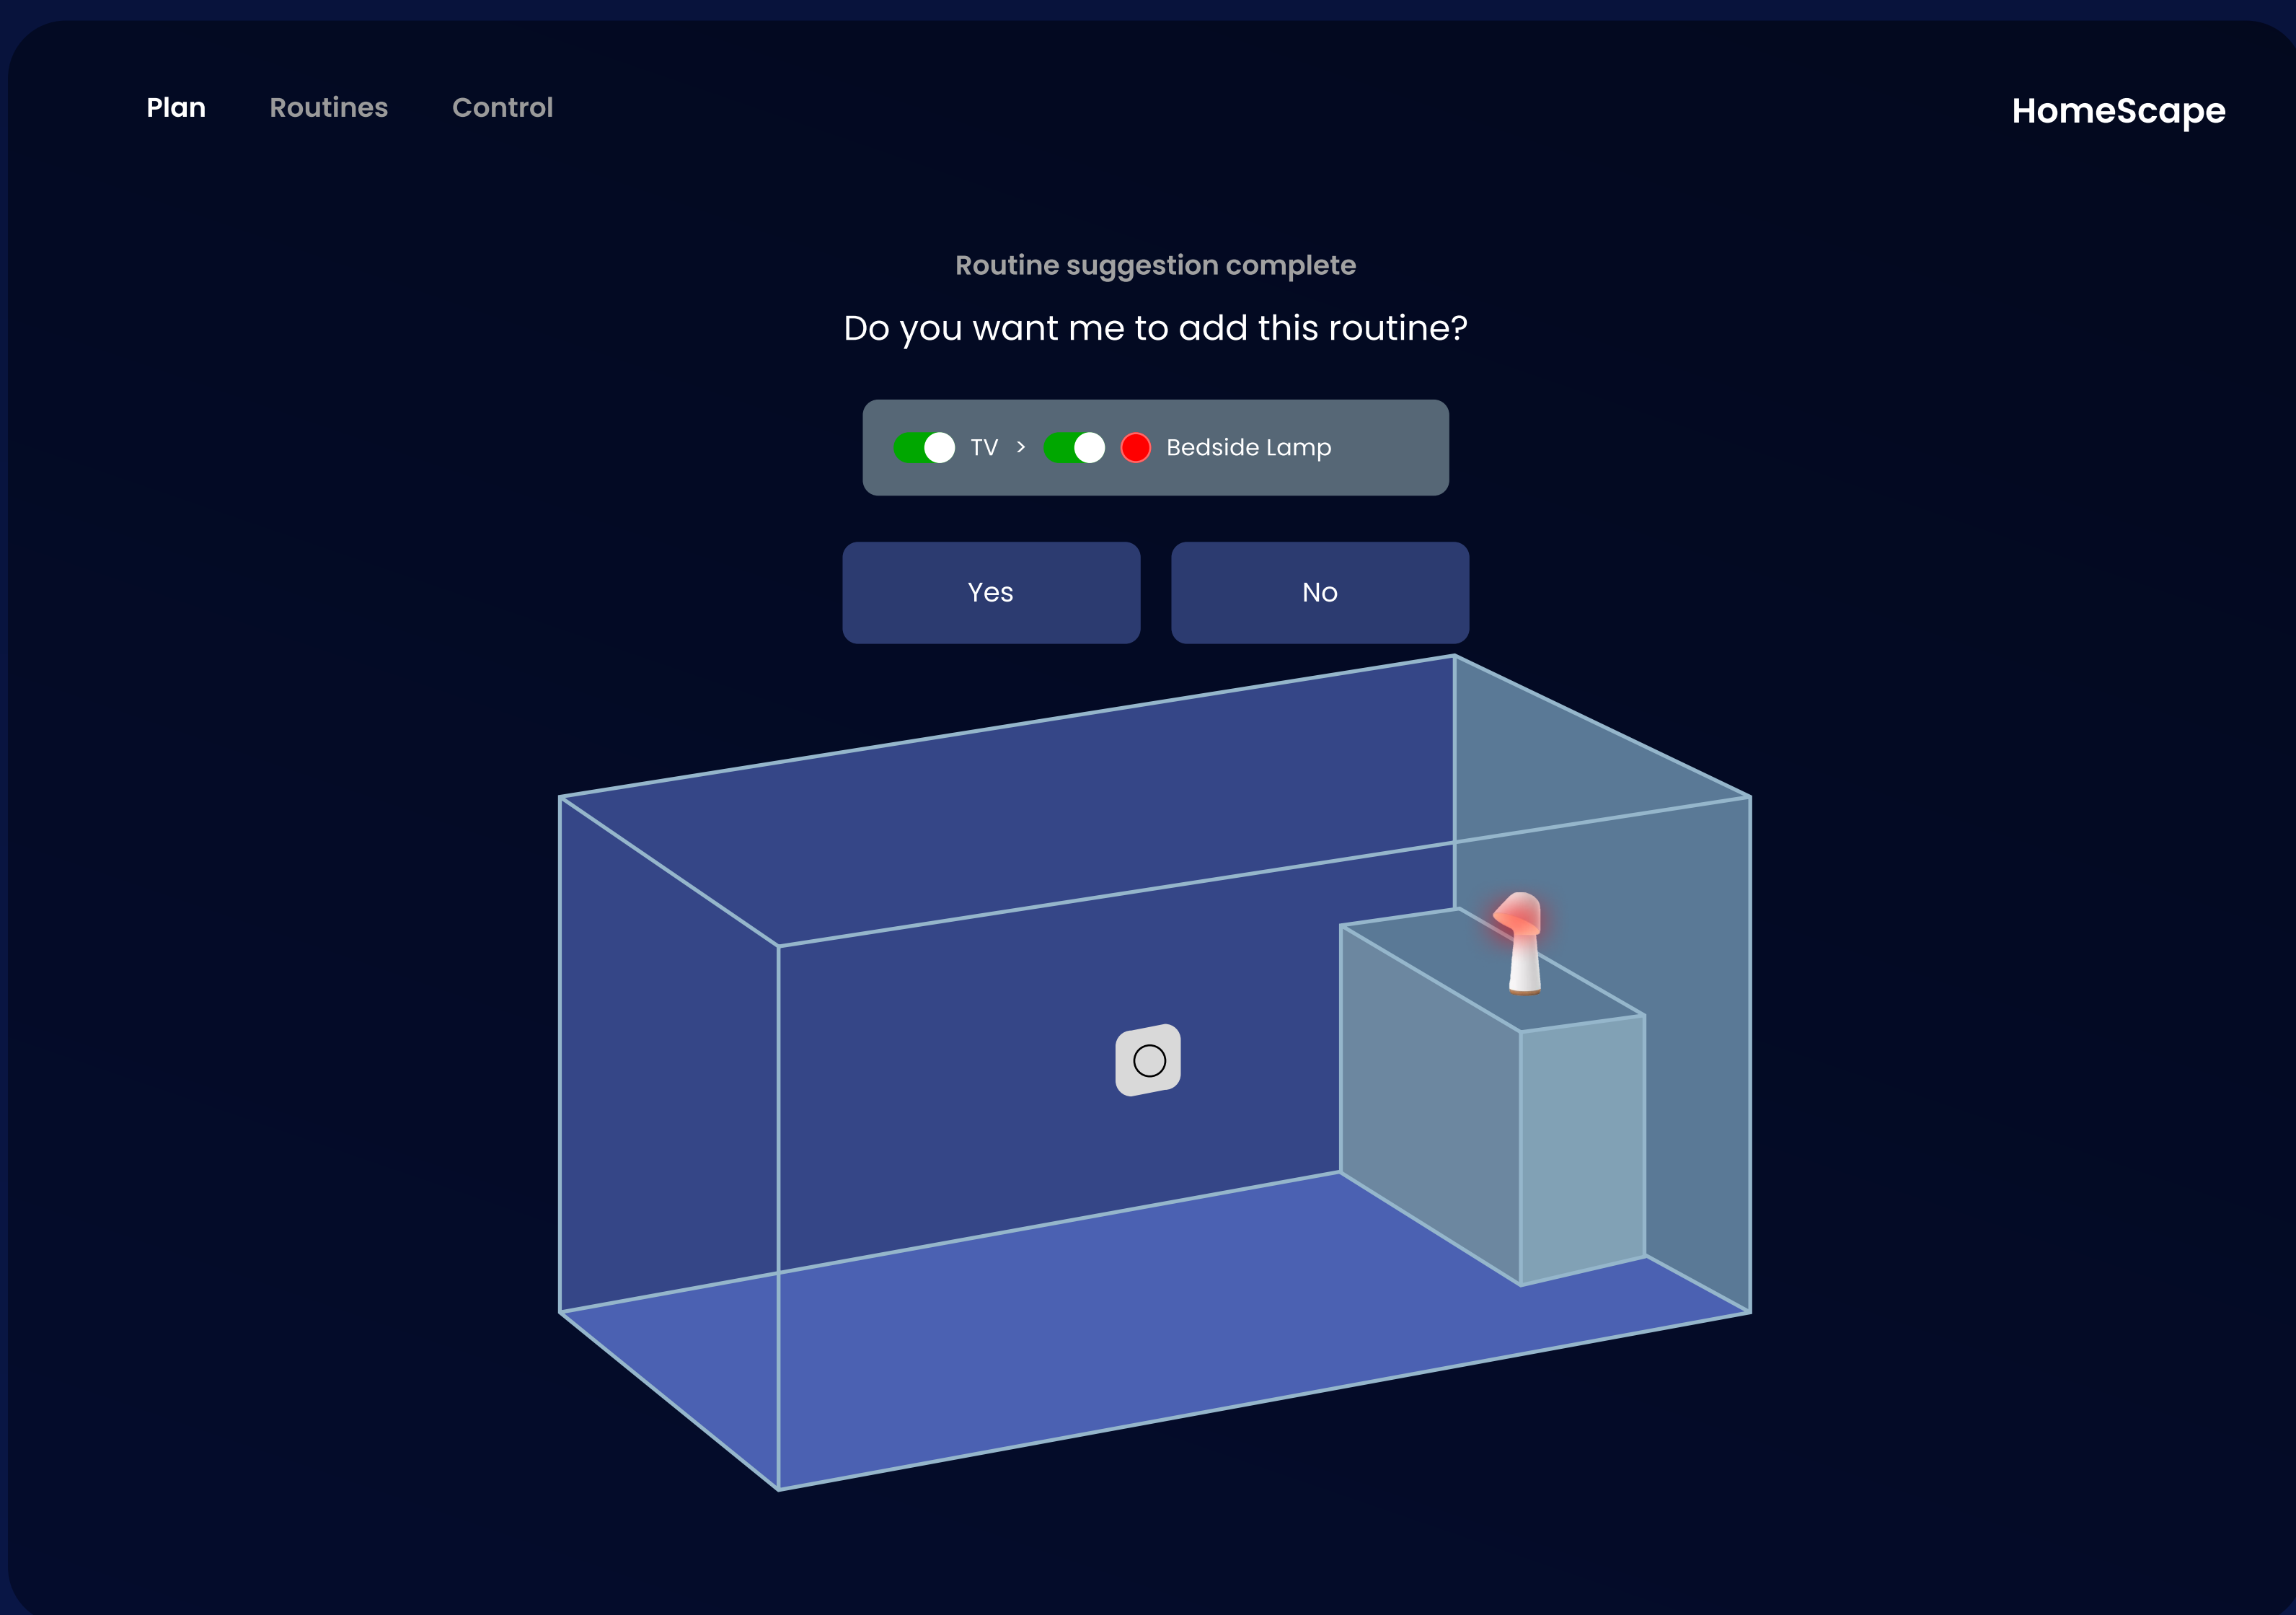 Plan Routines Control HomeScape
Routine suggestion complete
Do you want me to add this routine?
TV > Bedside Lamp
Yes No